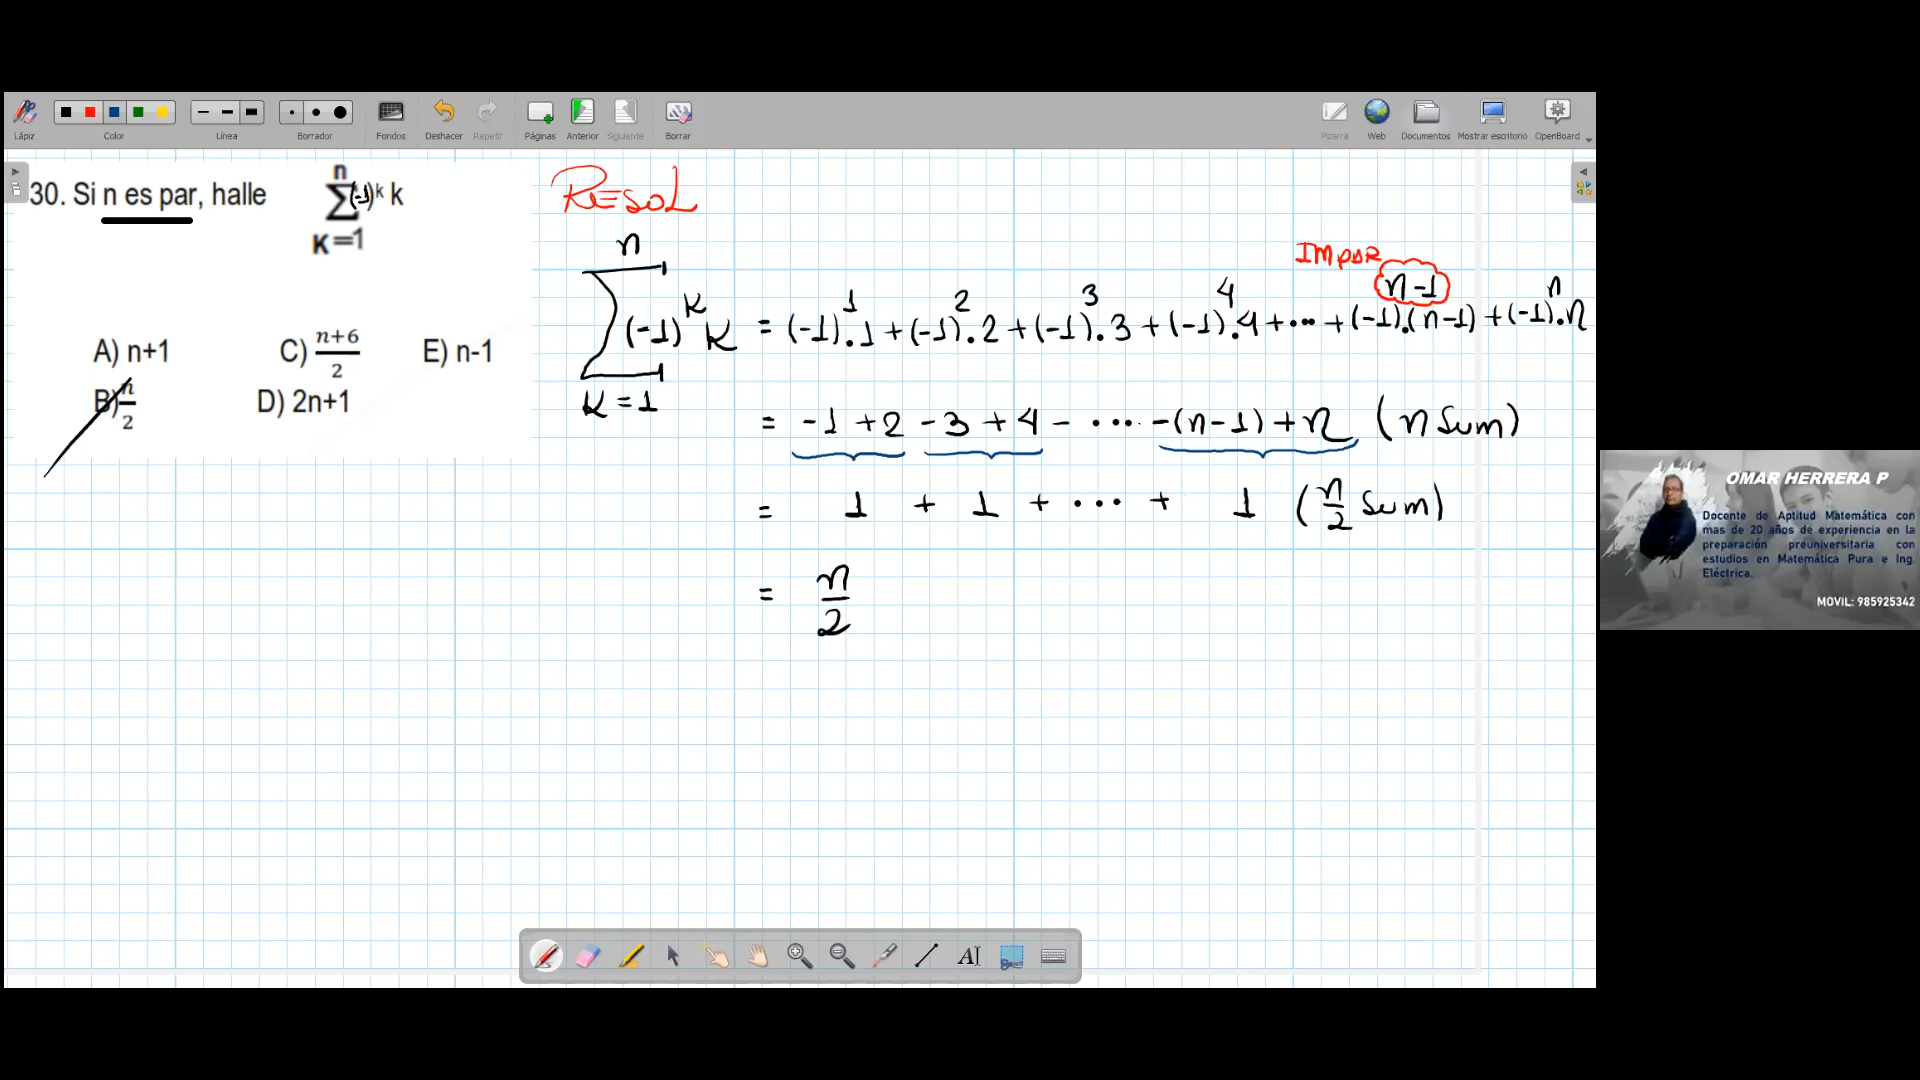 Lápiz
Color
Línea
Borrador
Fondos
Deshacer
Repetir
Páginas
Anterior
Siguiente
Borrar
Pizarra
Web
Documentos
Mostrar escritorio
OpenBoard
30. Si n es par, halle
n
∑(-1)ᵏ k
K=1
A) n+1
C) (n+6)/2
E) n-1
B) n/2
D) 2n+1
RESOL
n
∑ (-1)ᴷ K = (-1)¹.1 + (-1)².2 + (-1)³.3 + (-1)⁴.4 + ... + (-1)ⁿ⁻¹.(n-1) + (-1)ⁿ.n
K=1
Impar
= -1 +2 -3 +4 - ... -(n-1) + n (n Sum)
= 1 + 1 + ... + 1 (n/2 Sum)
= n/2
OMAR HERRERA P
Docente de Aptitud Matemática con
mas de 20 años de experiencia en la
preparación preuniversitaria con
estudios en Matemática Pura e Ing.
Eléctrica.
MOVIL: 985925342